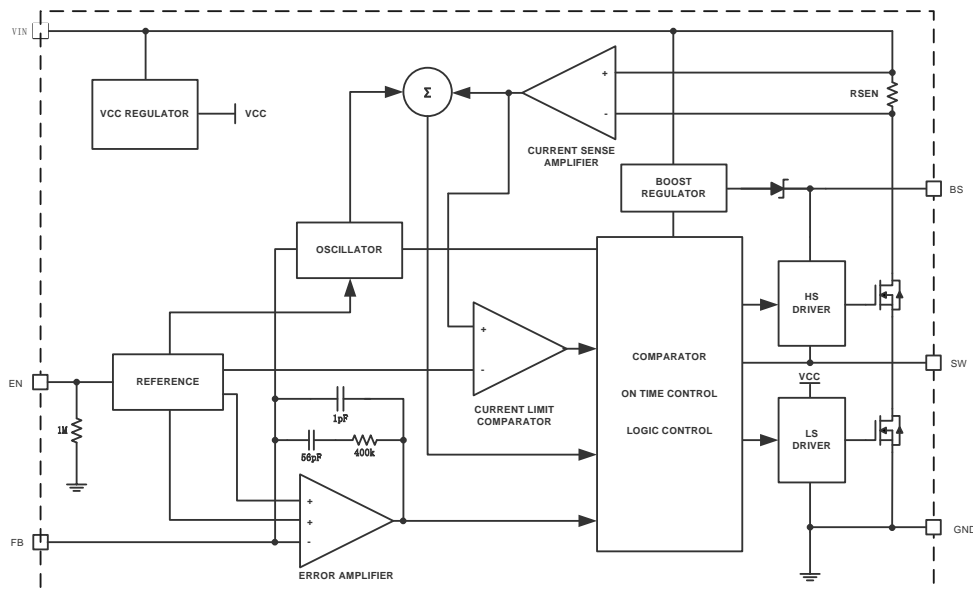 VIN
VCC REGULATOR
VCC
Σ
+
-
CURRENT SENSE
AMPLIFIER
RSEN
BOOST
REGULATOR
BS
OSCILLATOR
HS
DRIVER
+
-
CURRENT LIMIT
COMPARATOR
COMPARATOR
ON TIME CONTROL
LOGIC CONTROL
SW
VCC
LS
DRIVER
EN
REFERENCE
1M
1pF
56pF
400k
+
+
-
ERROR AMPLIFIER
FB
GND